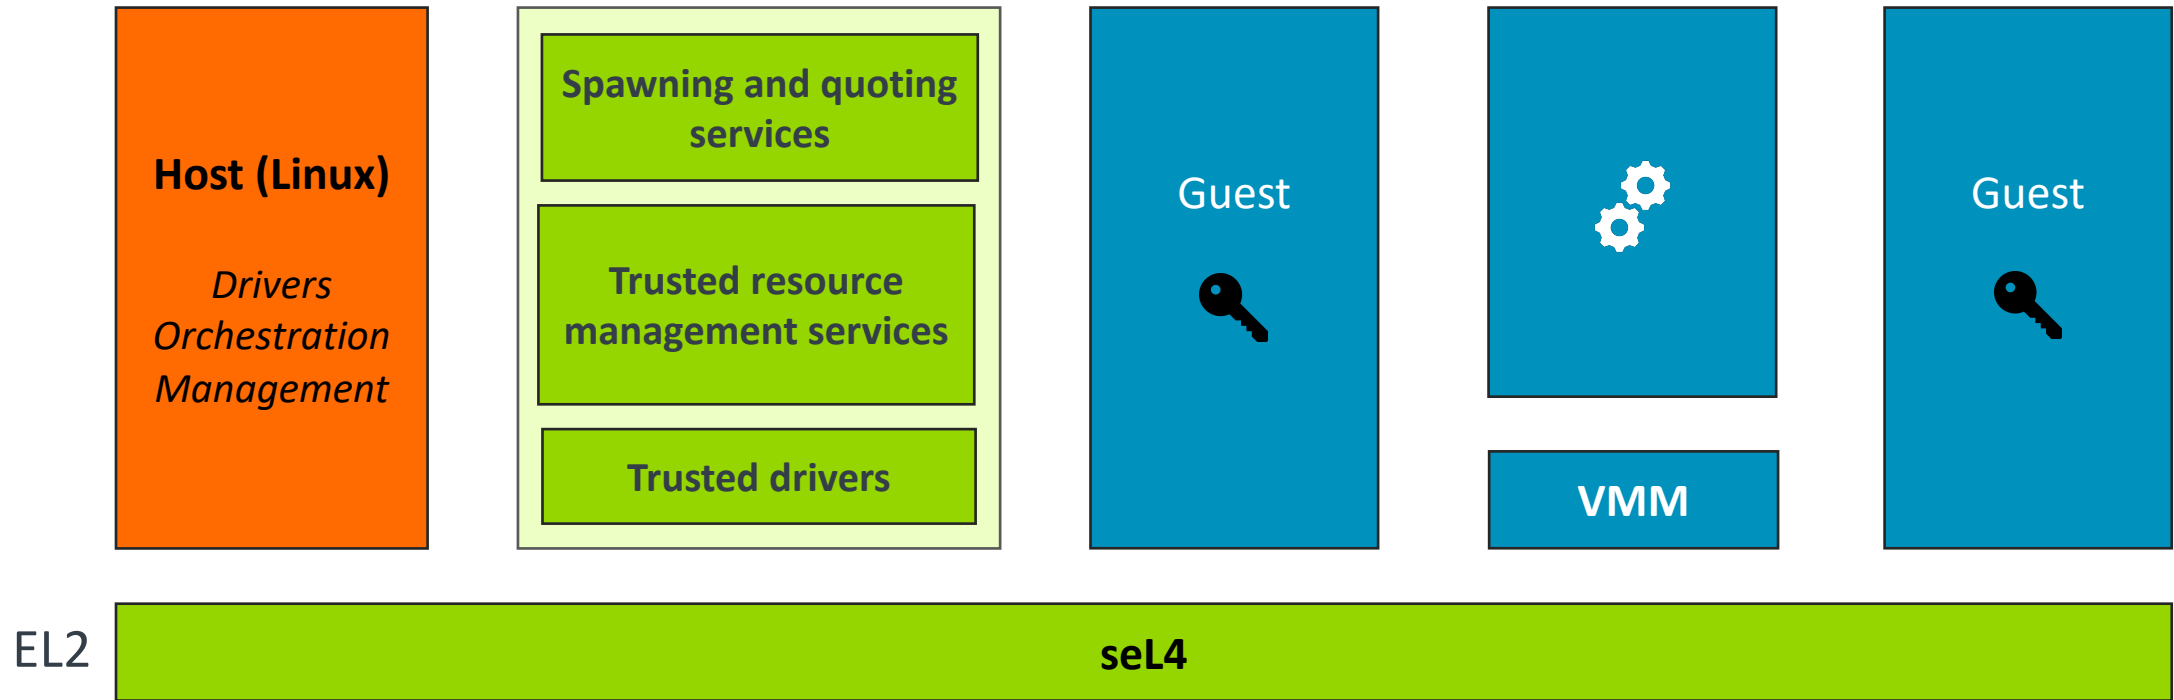 Host (Linux)
Drivers
Orchestration
Management
Spawning and quoting
services
Trusted resource
management services
Trusted drivers
Guest
VMM
Guest
EL2
seL4